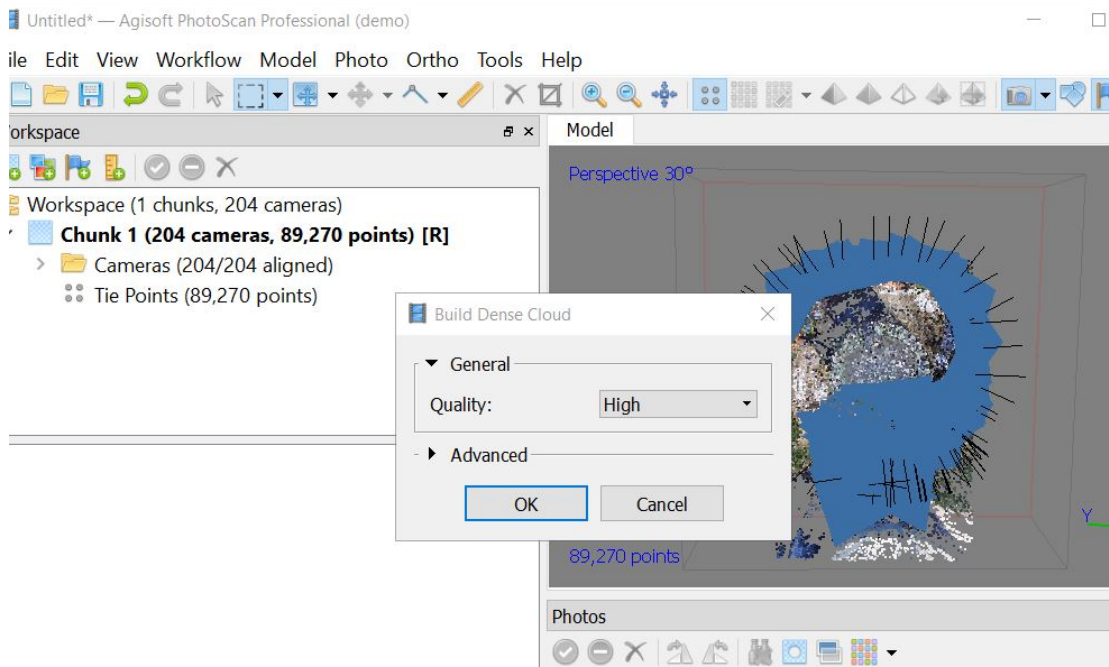 Untitled* — Agisoft PhotoScan Professional (demo)
ile Edit View Workflow Model Photo Ortho Tools Help
orkspace
Model
Perspective 30°
Workspace (1 chunks, 204 cameras)
Chunk 1 (204 cameras, 89,270 points) [R]
Cameras (204/204 aligned)
Tie Points (89,270 points)
Build Dense Cloud
General
Quality: High
Advanced
OK Cancel
Y
89,270 points
Photos